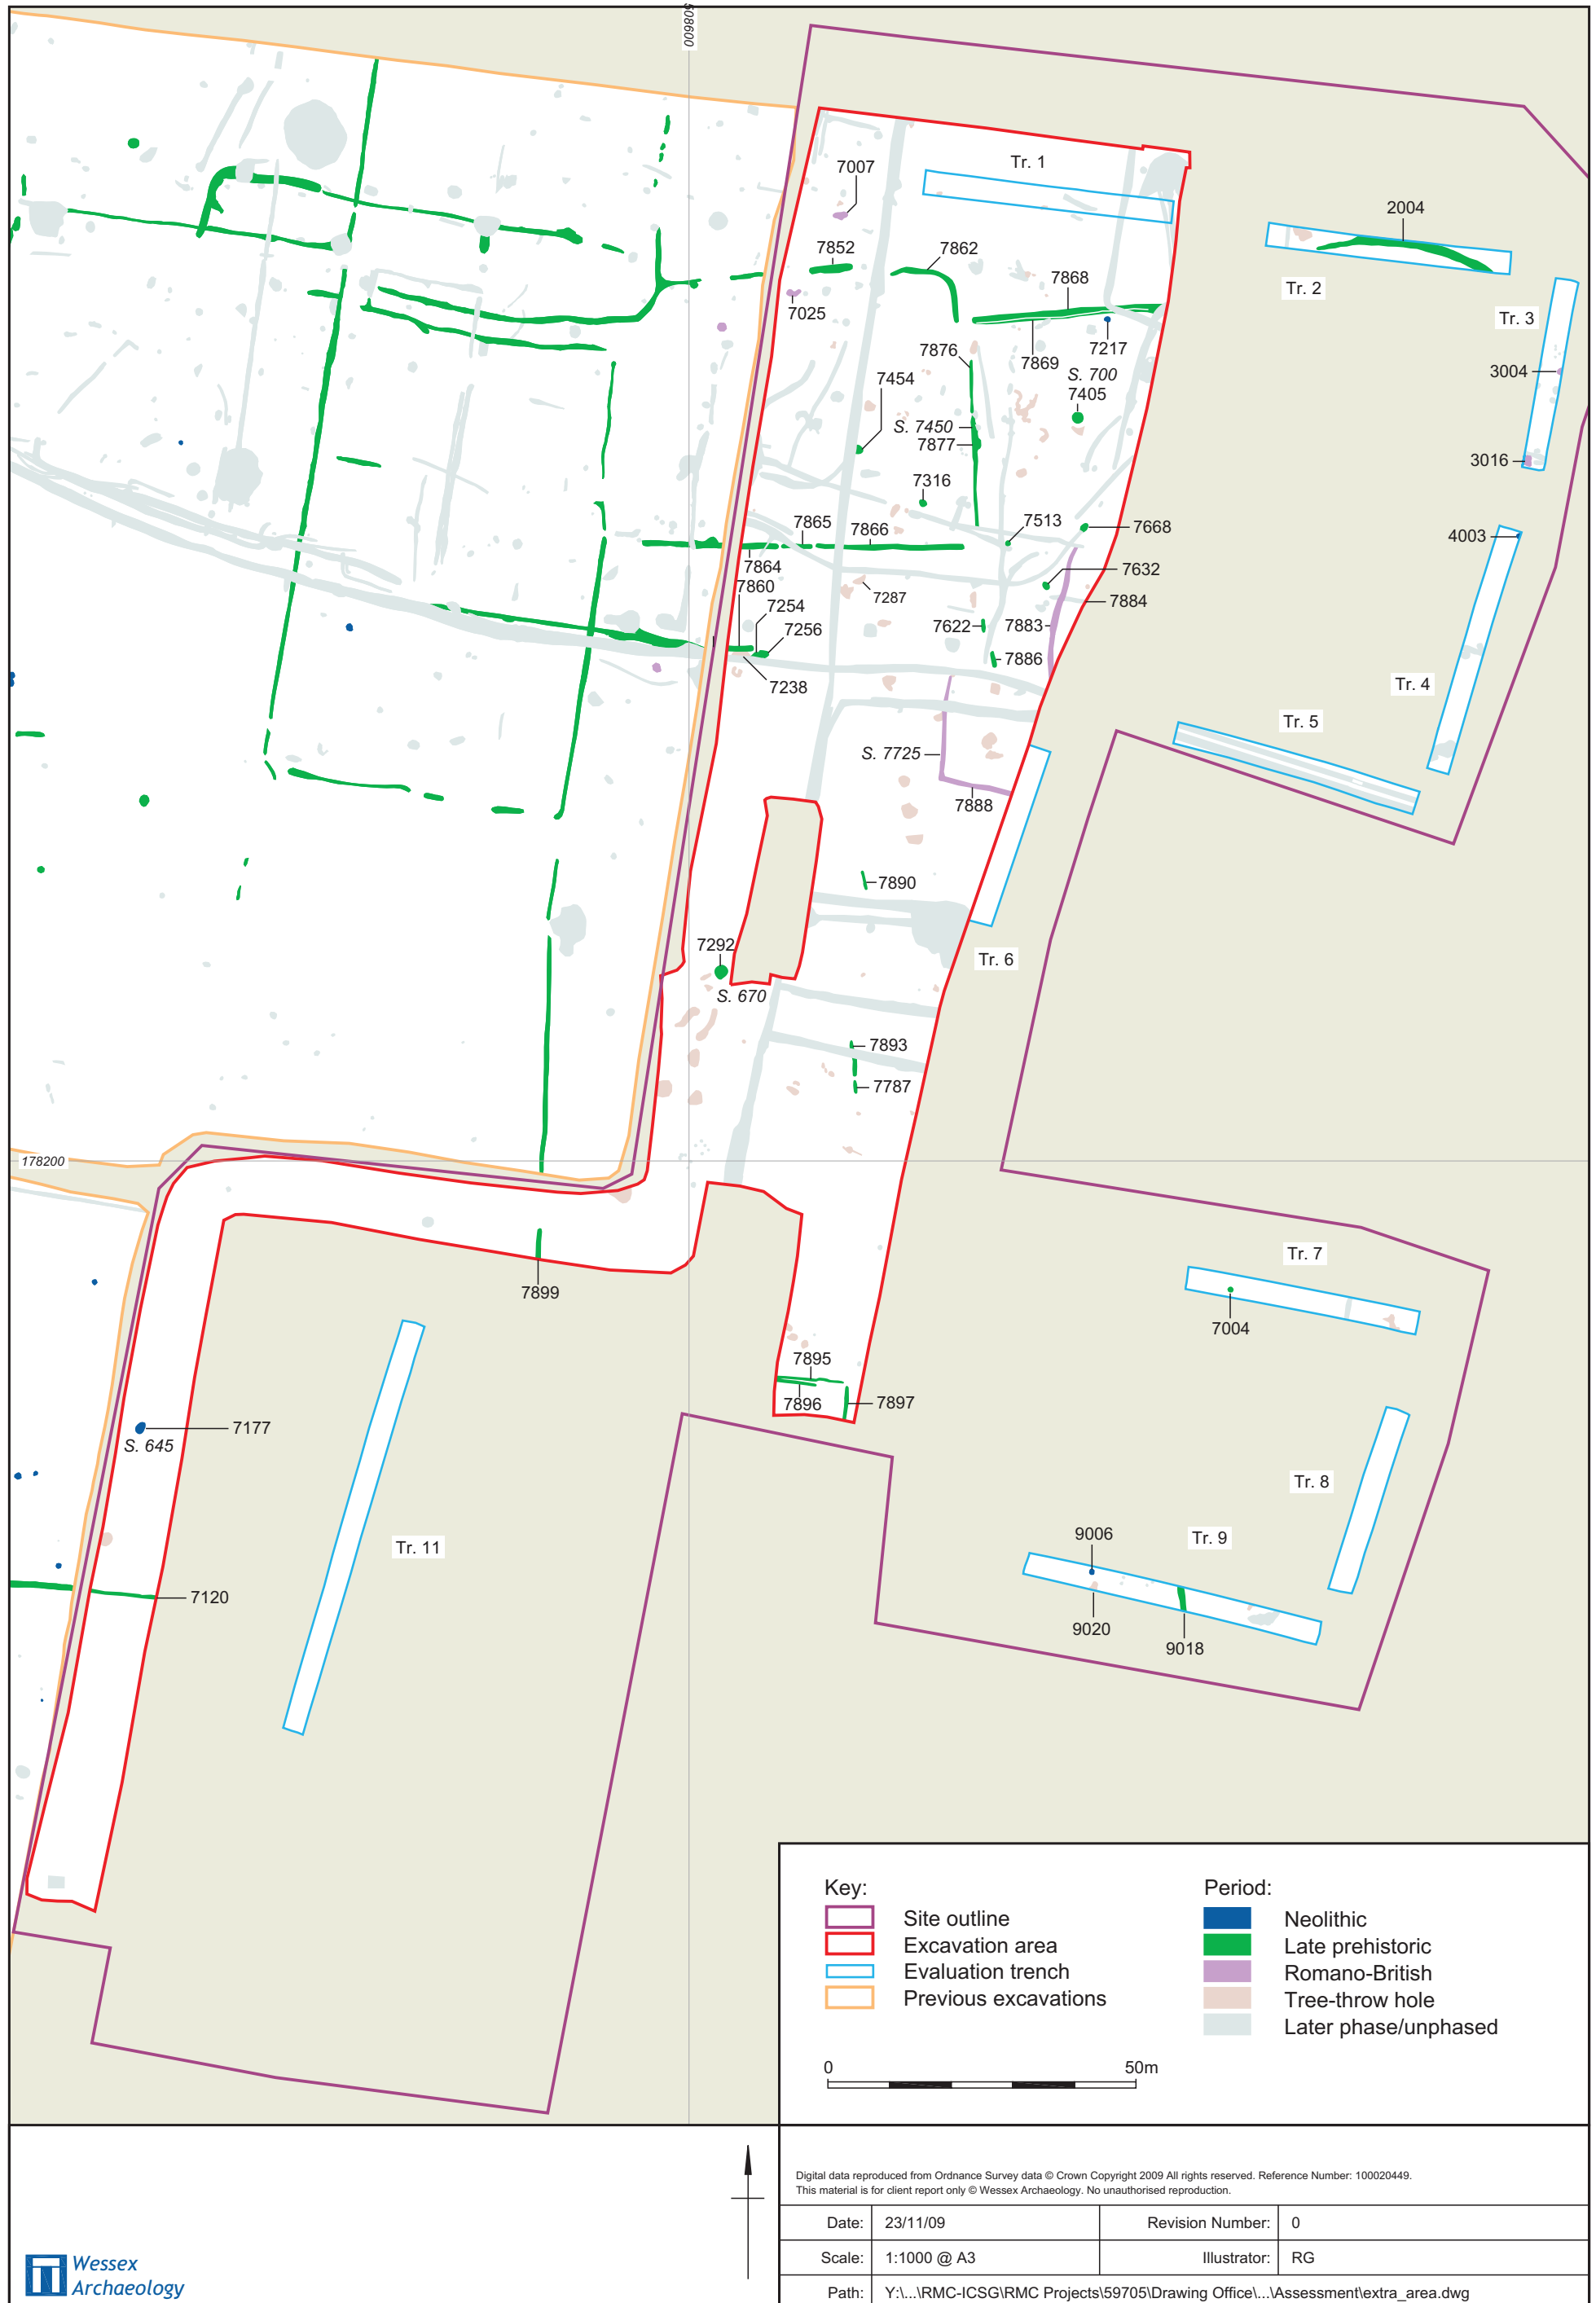 508600
Tr. 1
7007
2004
7852
7862
7868
Tr. 2
7025
Tr. 3
7876
7869
7217
3004
7454
S. 700
7405
S. 7450
7877
3016
7316
7865
7866
7513
7668
4003
7864
7860
7632
7287
7254
7884
7256
7622
7883
7886
7238
Tr. 4
Tr. 5
S. 7725
7888
7890
7292
Tr. 6
S. 670
7893
7787
178200
Tr. 7
7899
7004
7895
7896
7897
7177
S. 645
Tr. 8
9006
Tr. 9
Tr. 11
7120
9020
9018
Key:
Site outline
Excavation area
Evaluation trench
Previous excavations
Period:
Neolithic
Late prehistoric
Romano-British
Tree-throw hole
Later phase/unphased
0 50m
Digital data reproduced from Ordnance Survey data © Crown Copyright 2009 All rights reserved. Reference Number: 100020449.
This material is for client report only © Wessex Archaeology. No unauthorised reproduction.
Date: 23/11/09 Revision Number: 0
Scale: 1:1000 @ A3 Illustrator: RG
Path: Y:\...\RMC-ICSG\RMC Projects\59705\Drawing Office\...\Assessment\extra_area.dwg
Wessex
Archaeology